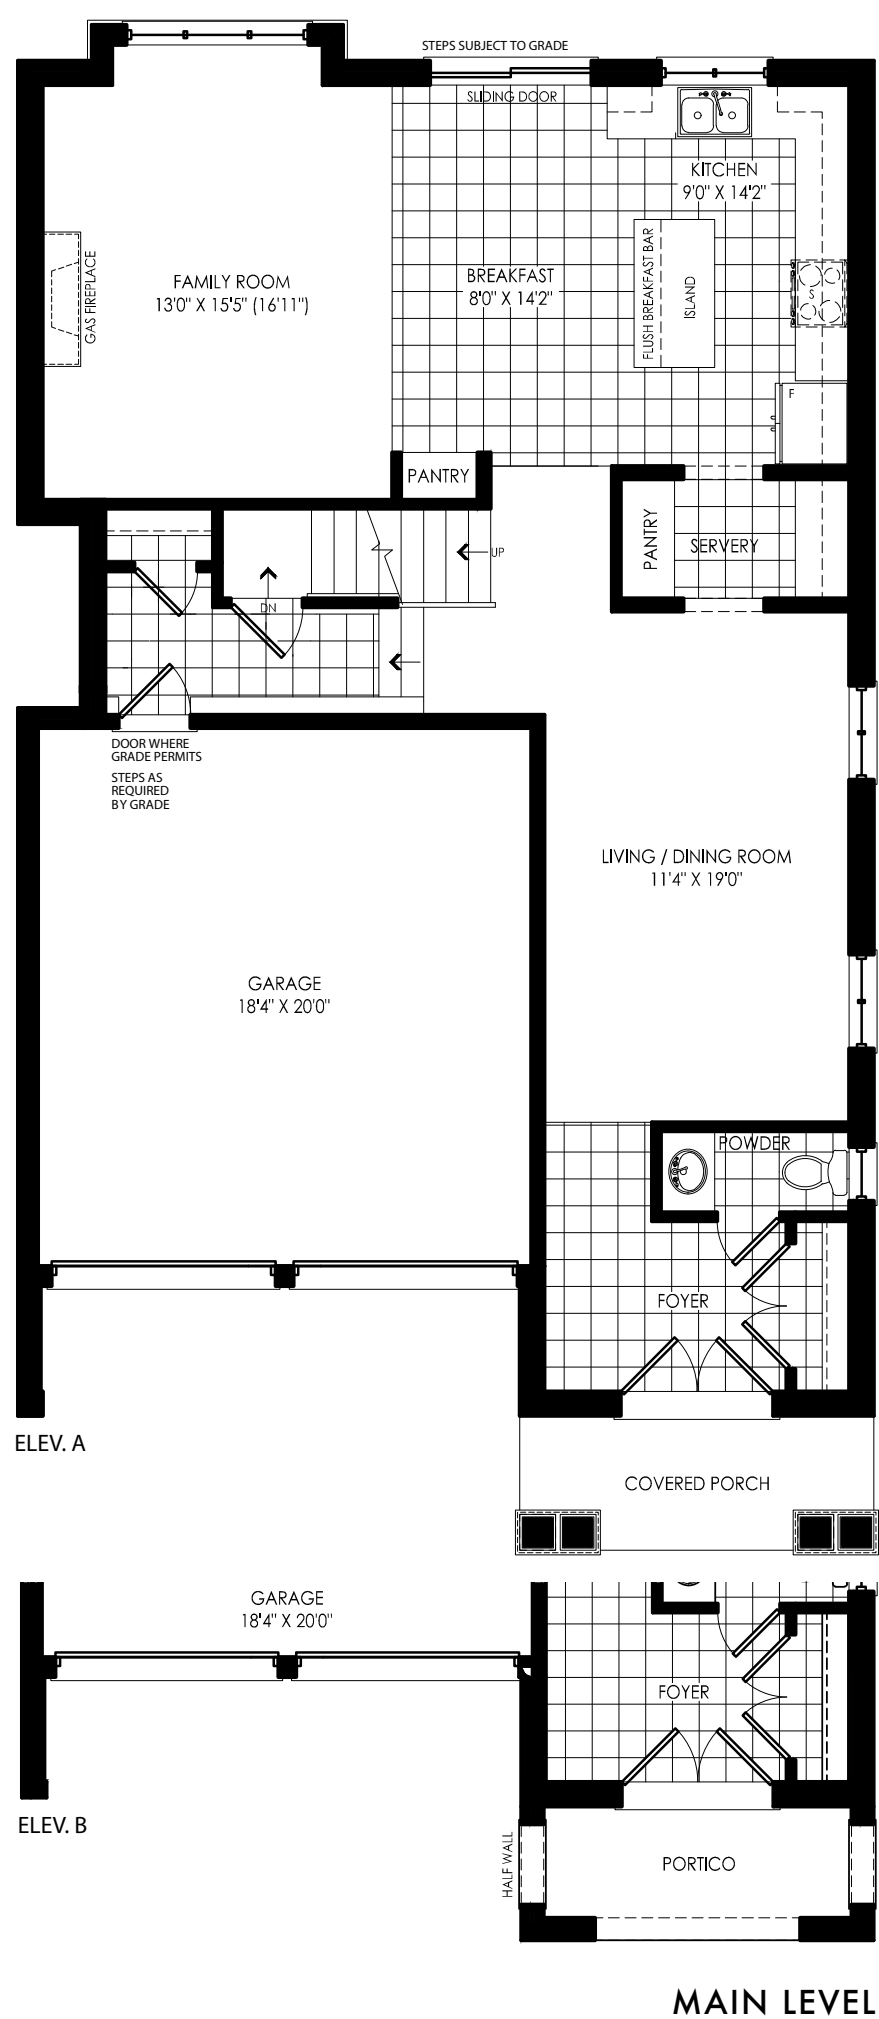 STEPS SUBJECT TO GRADE
SLIDING DOOR
KITCHEN
9'0" X 14'2"
FAMILY ROOM
13'0" X 15'5" (16'11")
GAS FIREPLACE
BREAKFAST
8'0" X 14'2"
FLUSH BREAKFAST BAR
ISLAND
S
F
PANTRY
PANTRY
SERVERY
UP
DN
DOOR WHERE
GRADE PERMITS
STEPS AS
REQUIRED
BY GRADE
LIVING / DINING ROOM
11'4" X 19'0"
GARAGE
18'4" X 20'0"
POWDER
FOYER
ELEV. A
COVERED PORCH
GARAGE
18'4" X 20'0"
FOYER
ELEV. B
HALF WALL
PORTICO
MAIN LEVEL